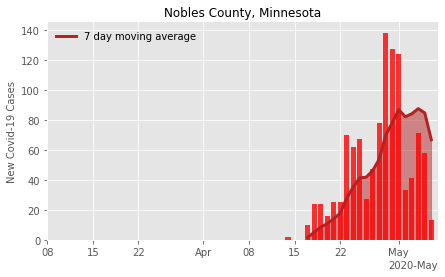 Nobles County, Minnesota
7 day moving average
New Covid-19 Cases
140
120
100
80
60
40
20
0
08 15 22 Apr 08 15 22 May
2020-May